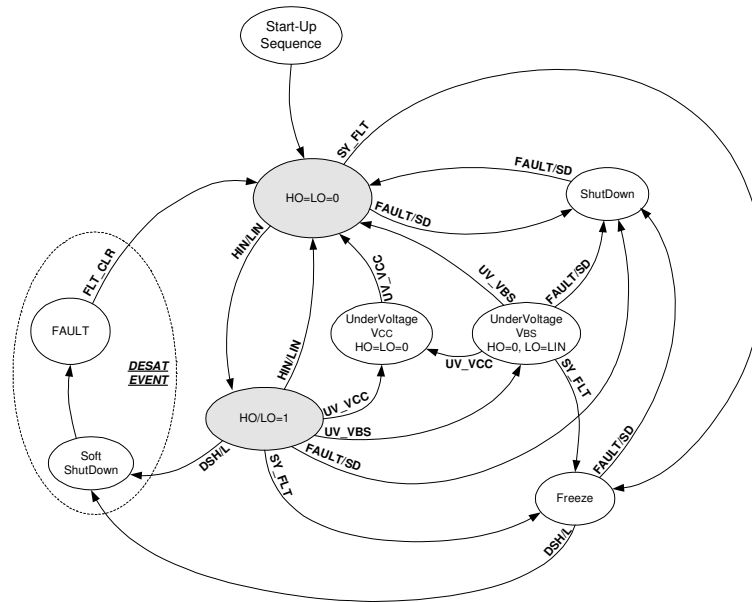 Start-Up
Sequence
SY_FLT
FAULT/SD
ShutDown
HO=LO=0
FAULT/SD
HIN/LIN
FLT_CLR
UV_VCC
UV_VBS
FAULT/SD
FAULT
UnderVoltage
VCC
HO=LO=0
UnderVoltage
VBS
HO=0, LO=LIN
DESAT
EVENT
HIN/LIN
UV_VCC
SY_FLT
UV_VCC
HO/LO=1
UV_VBS
Soft
ShutDown
DSH/L
SY_FLT
FAULT/SD
FAULT/SD
Freeze
DSH/L